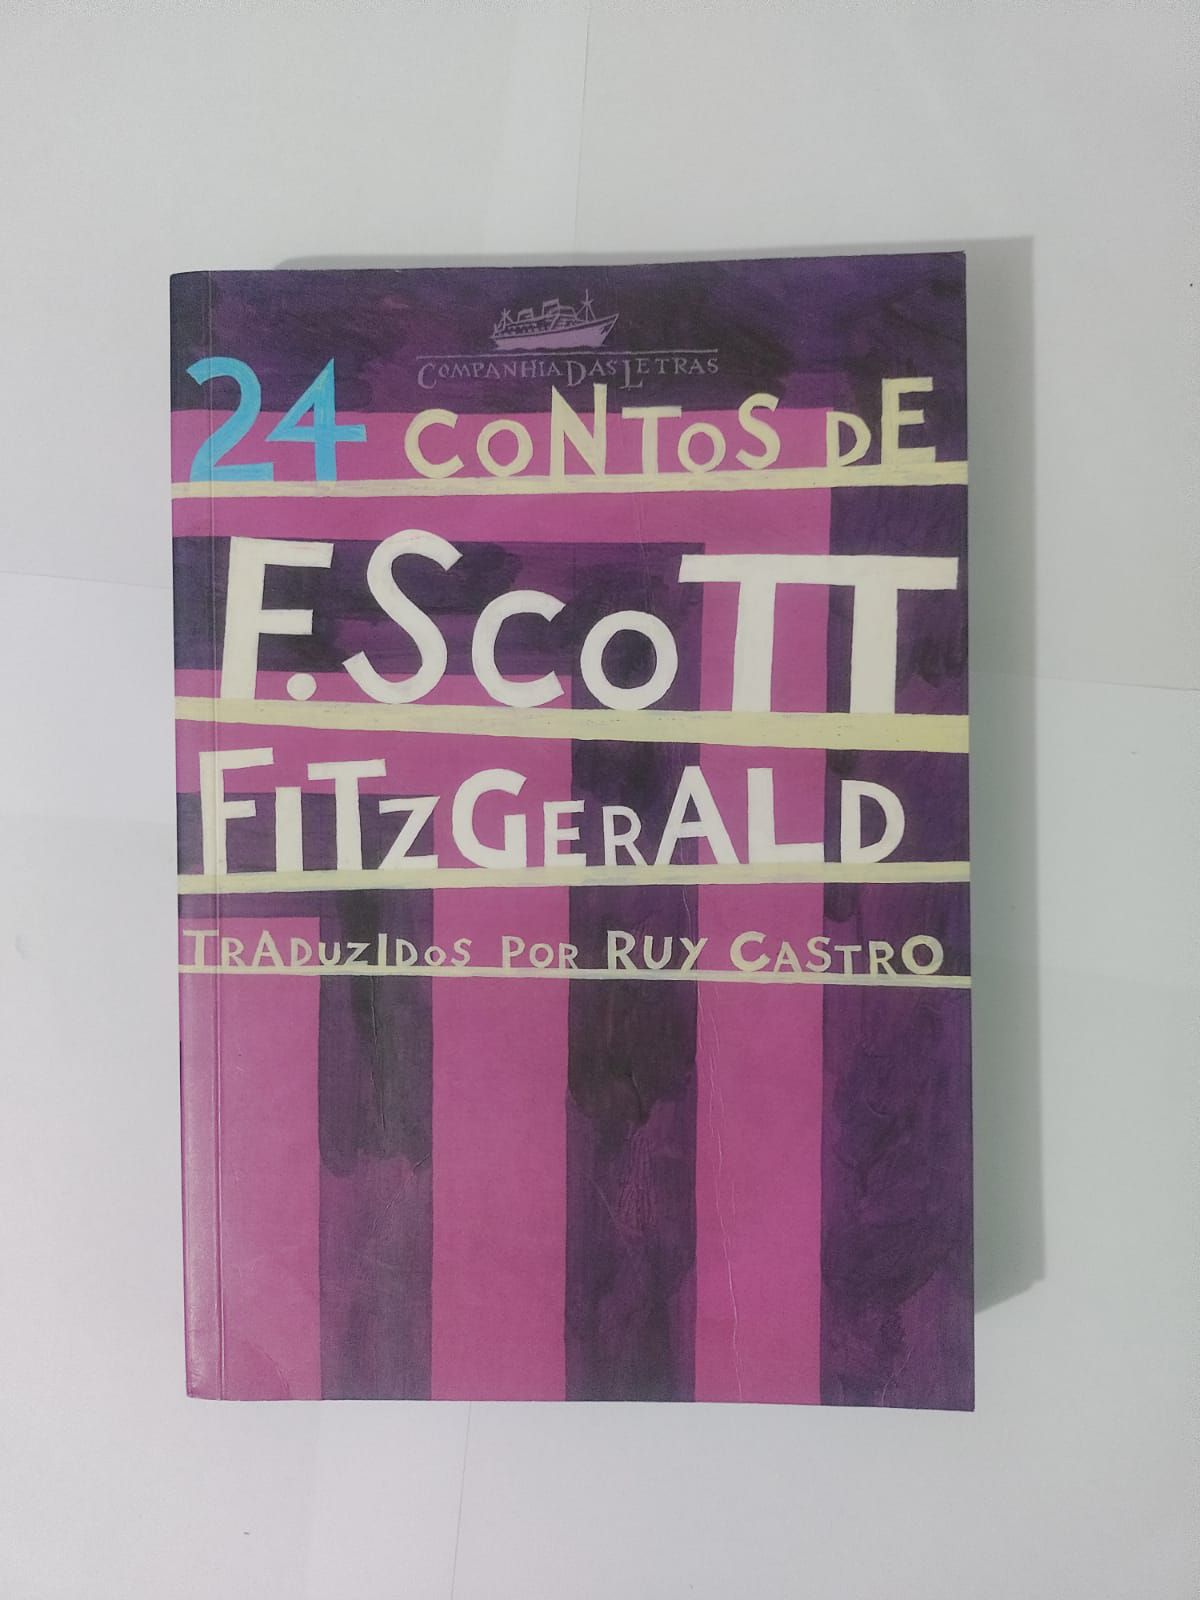 COMPANHIA DAS LETRAS
24 CONTOS DE
F. SCOTT
FITZGERALD
TRADUZIDOS POR RUY CASTRO